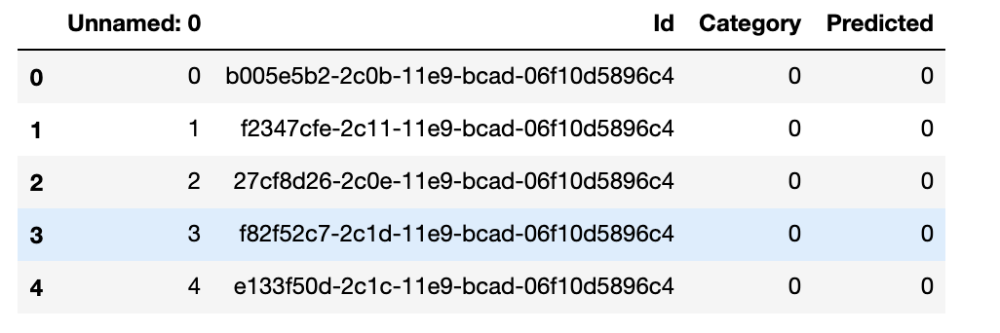 Unnamed: 0 Id Category Predicted
0 0 b005e5b2-2c0b-11e9-bcad-06f10d5896c4 0 0
1 1 f2347cfe-2c11-11e9-bcad-06f10d5896c4 0 0
2 2 27cf8d26-2c0e-11e9-bcad-06f10d5896c4 0 0
3 3 f82f52c7-2c1d-11e9-bcad-06f10d5896c4 0 0
4 4 e133f50d-2c1c-11e9-bcad-06f10d5896c4 0 0